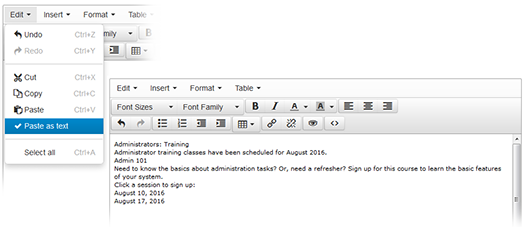 Edit Insert Format Table
Undo Ctrl+Z
Redo Ctrl+Y
Cut Ctrl+X
Copy Ctrl+C
Paste Ctrl+V
Paste as text
Select all Ctrl+A
amily B
Edit Insert Format Table
Font Sizes Font Family B I A A
Administrators: Training
Administrator training classes have been scheduled for August 2016.
Admin 101
Need to know the basics about administration tasks? Or, need a refresher? Sign up for this course to learn the basic features
of your system.
Click a session to sign up:
August 10, 2016
August 17, 2016